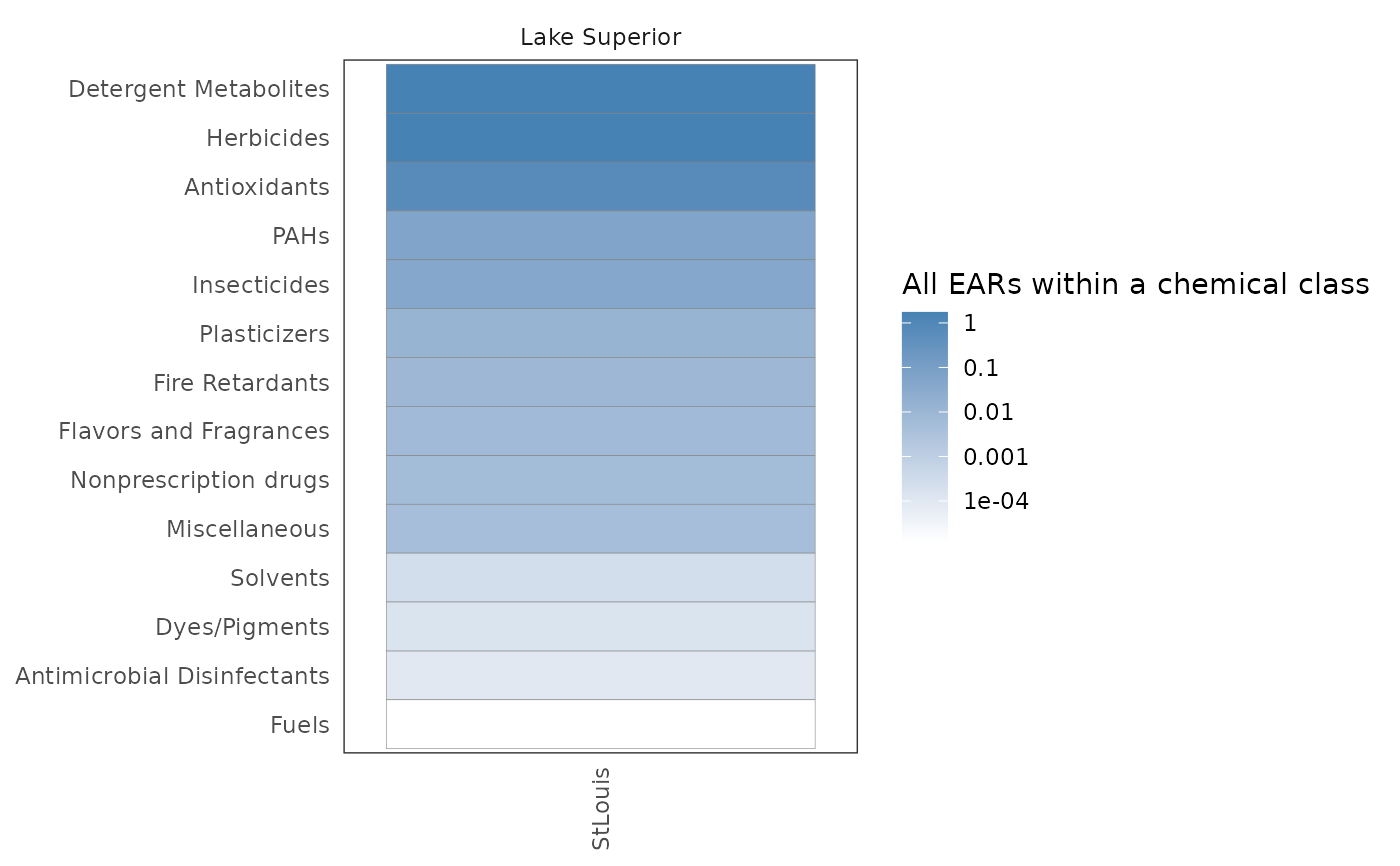 Lake Superior
Detergent Metabolites
Herbicides
Antioxidants
PAHs
Insecticides
Plasticizers
Fire Retardants
Flavors and Fragrances
Nonprescription drugs
Miscellaneous
Solvents
Dyes/Pigments
Antimicrobial Disinfectants
Fuels
StLouis
All EARs within a chemical class
1
0.1
0.01
0.001
1e-04